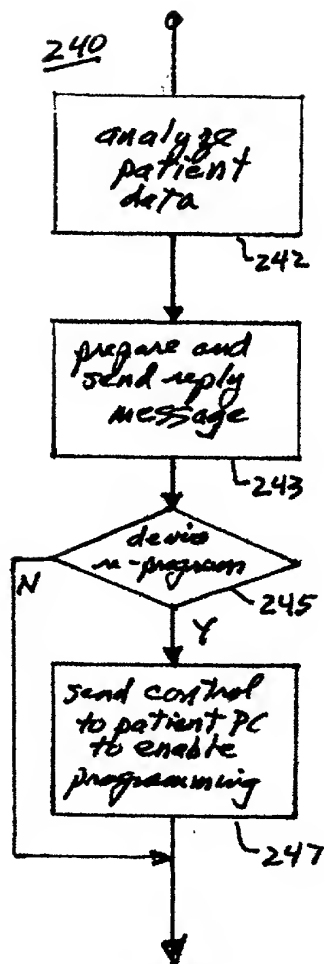 240
analyze
patient
data
242
prepare and
send reply
message
243
device
re-program
N
245
Y
send control
to patient PC
to enable
programming
247